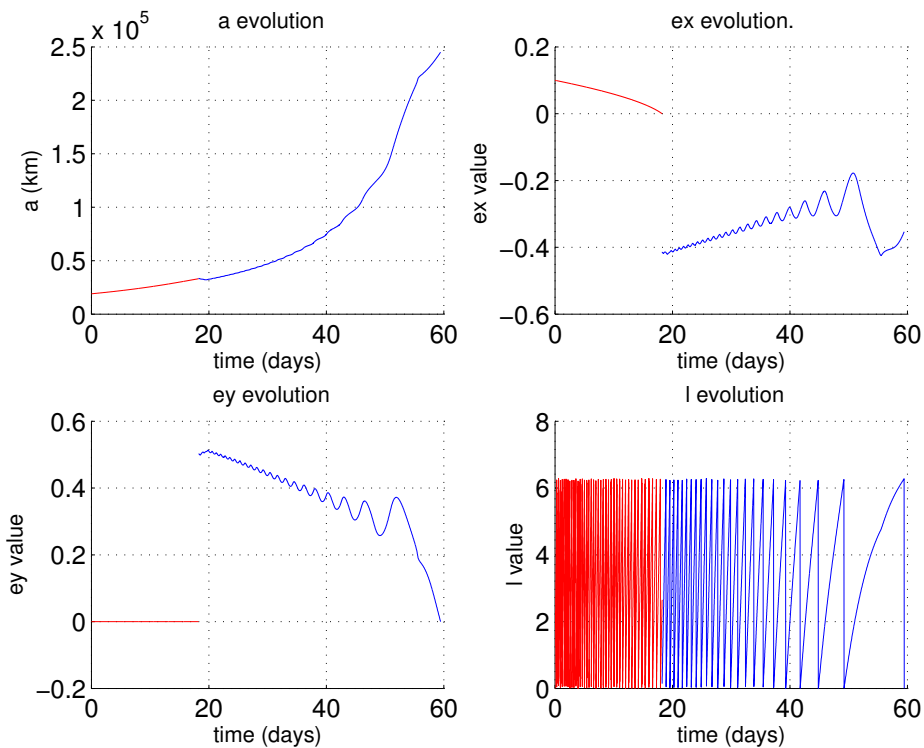 x 10^5
a evolution
2.5
2
1.5
1
0.5
0
a (km)
0 20 40 60
time (days)
ex evolution.
0.2
0
−0.2
−0.4
−0.6
ex value
0 20 40 60
time (days)
ey evolution
0.6
0.4
0.2
0
−0.2
ey value
0 20 40 60
time (days)
l evolution
8
6
4
2
0
l value
0 20 40 60
time (days)